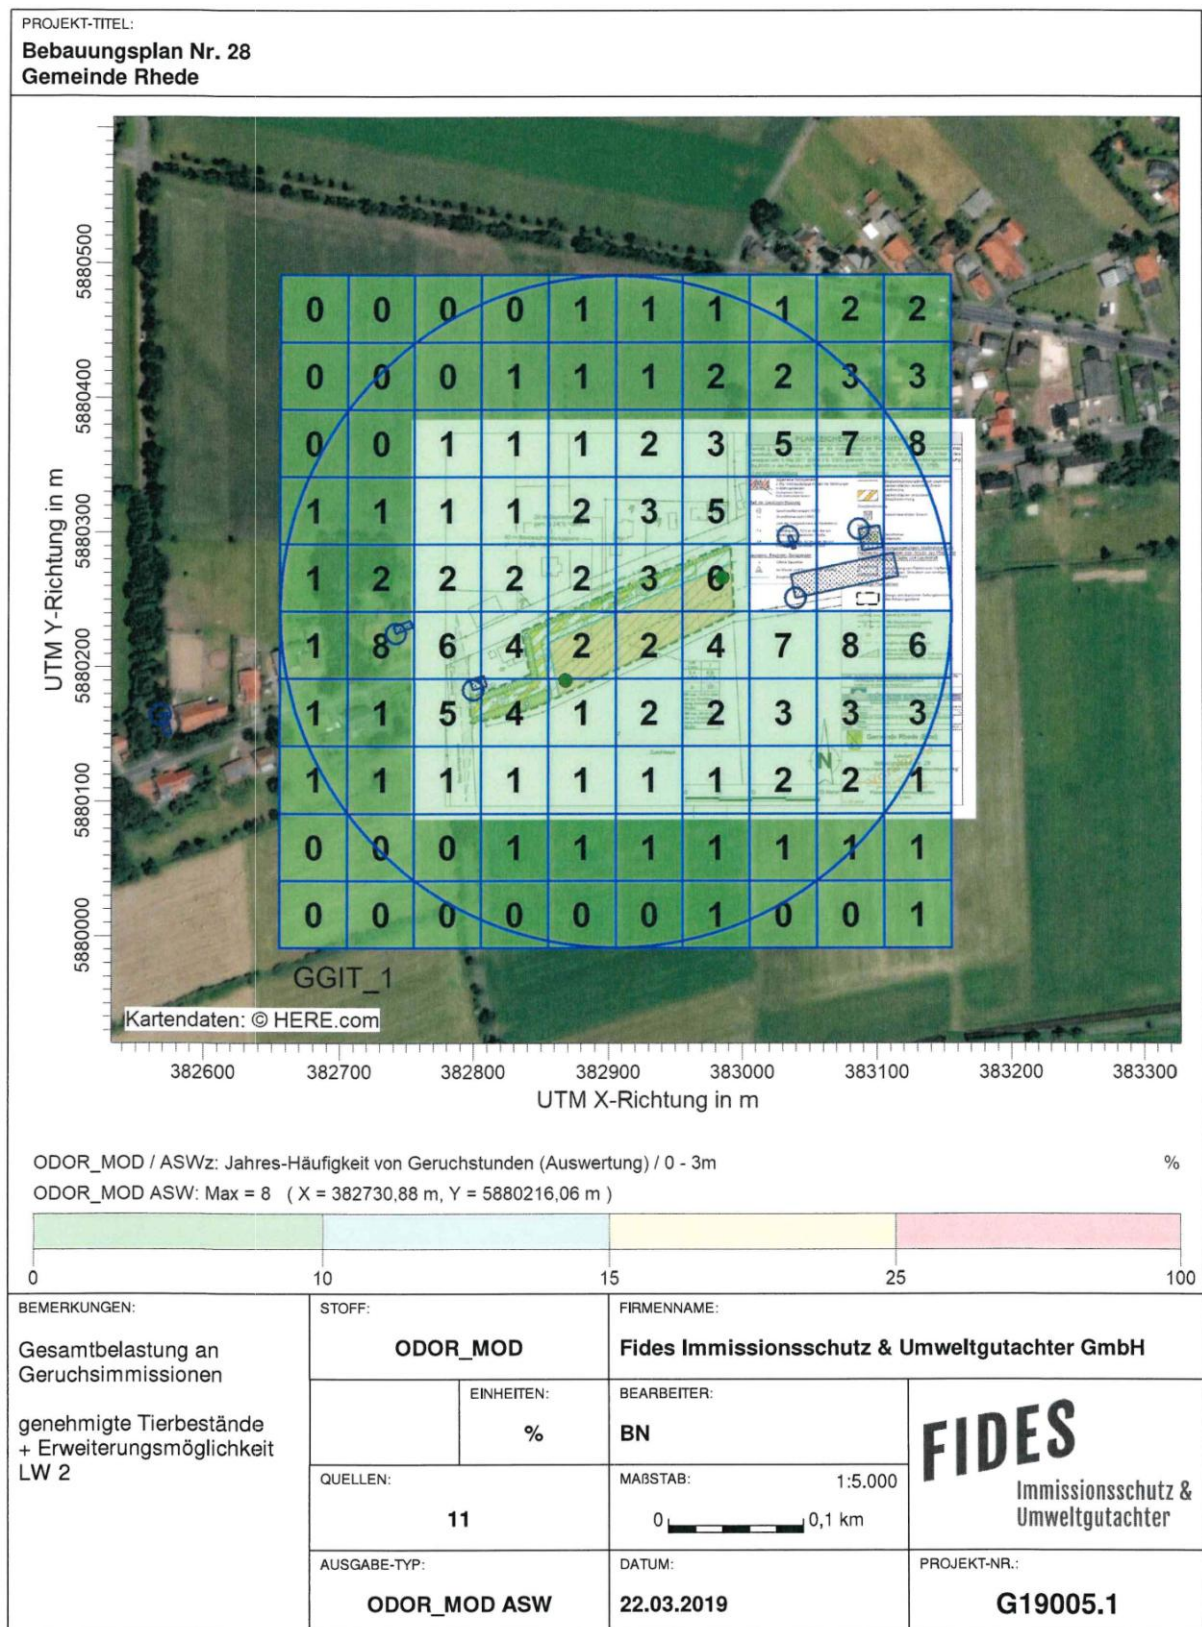 PROJEKT-TITEL:
Bebauungsplan Nr. 28
Gemeinde Rhede
UTM Y-Richtung in m
5880500
5880400
5880300
5880200
5880100
5880000
0 0 0 0 1 1 1 1 2 2
0 0 0 1 1 1 2 2 3 3
0 0 1 1 1 2 3 5 7 8
1 1 1 1 2 3 5
1 2 2 2 2 3 6
1 8 6 4 2 2 4 7 8 6
1 1 5 4 1 2 2 3 3 3
1 1 1 1 1 1 1 2 2 1
0 0 0 1 1 1 1 1 1 1
0 0 0 0 0 0 1 0 0 1
N
GGIT_1
Kartendaten: © HERE.com
382600 382700 382800 382900 383000 383100 383200 383300
UTM X-Richtung in m
ODOR_MOD / ASWz: Jahres-Häufigkeit von Geruchstunden (Auswertung) / 0 - 3m %
ODOR_MOD ASW: Max = 8 ( X = 382730,88 m, Y = 5880216,06 m )
0 10 15 25 100
BEMERKUNGEN:
Gesamtbelastung an
Geruchsimmissionen
genehmigte Tierbestände
+ Erweiterungsmöglichkeit
LW 2
STOFF:
ODOR_MOD
EINHEITEN:
%
QUELLEN:
11
AUSGABE-TYP:
ODOR_MOD ASW
FIRMENNAME:
Fides Immissionsschutz & Umweltgutachter GmbH
BEARBEITER:
BN
MAßSTAB: 1:5.000
0 0,1 km
DATUM:
22.03.2019
FIDES
Immissionsschutz &
Umweltgutachter
PROJEKT-NR.:
G19005.1